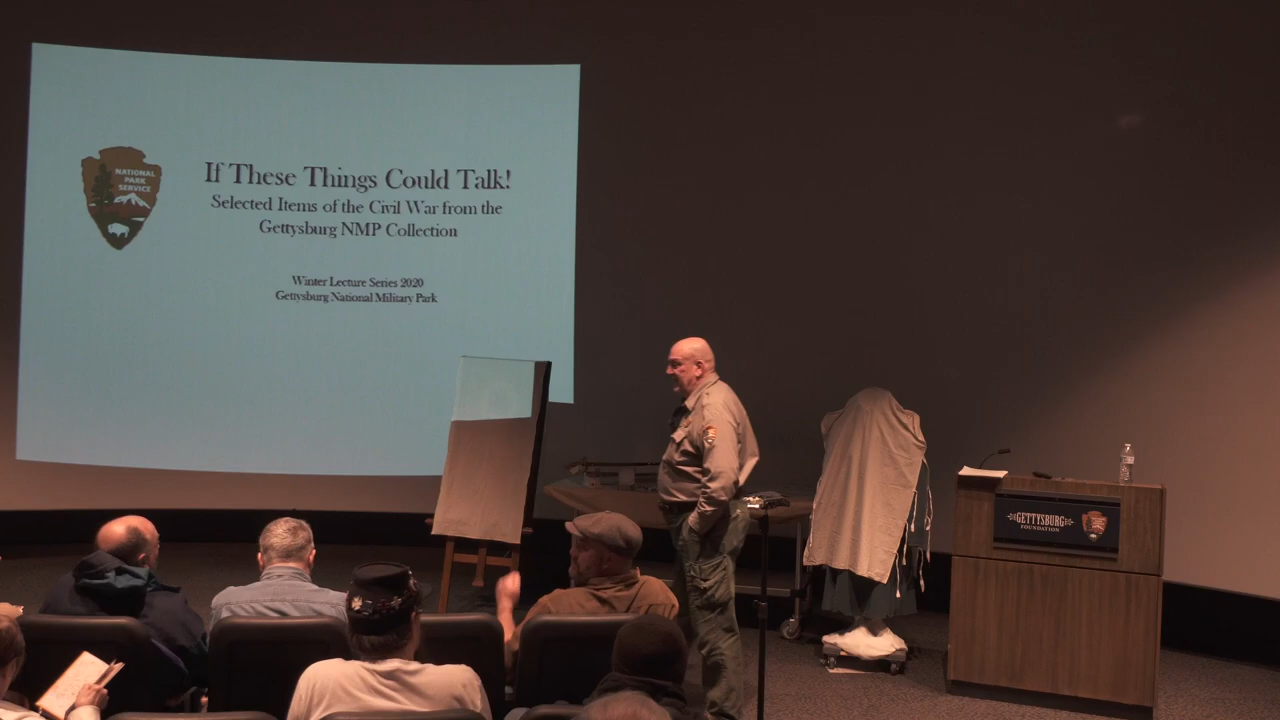 NATIONAL
PARK
SERVICE
If These Things Could Talk!
Selected Items of the Civil War from the
Gettysburg NMP Collection
Winter Lecture Series 2020
Gettysburg National Military Park
GETTYSBURG
FOUNDATION